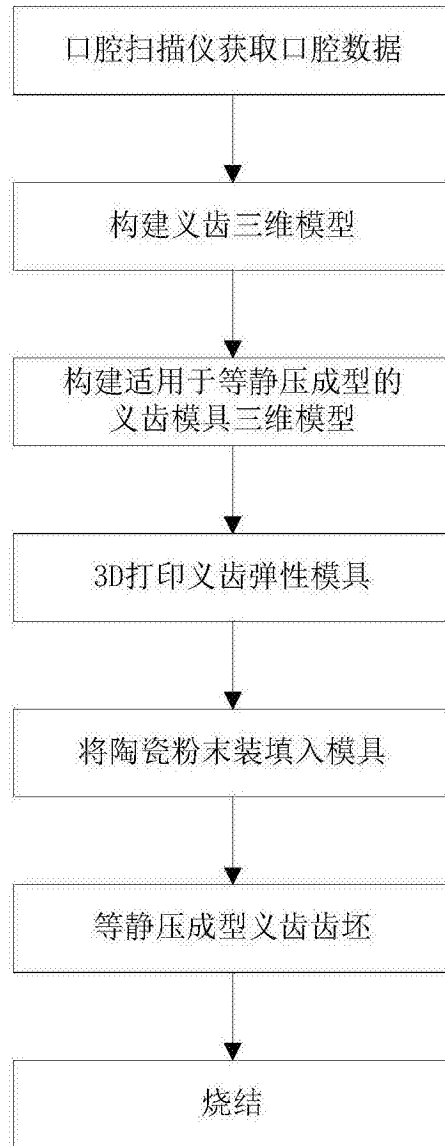 口腔扫描仪获取口腔数据
构建义齿三维模型
构建适用于等静压成型的
义齿模具三维模型
3D打印义齿弹性模具
将陶瓷粉末装填入模具
等静压成型义齿齿坯
烧结